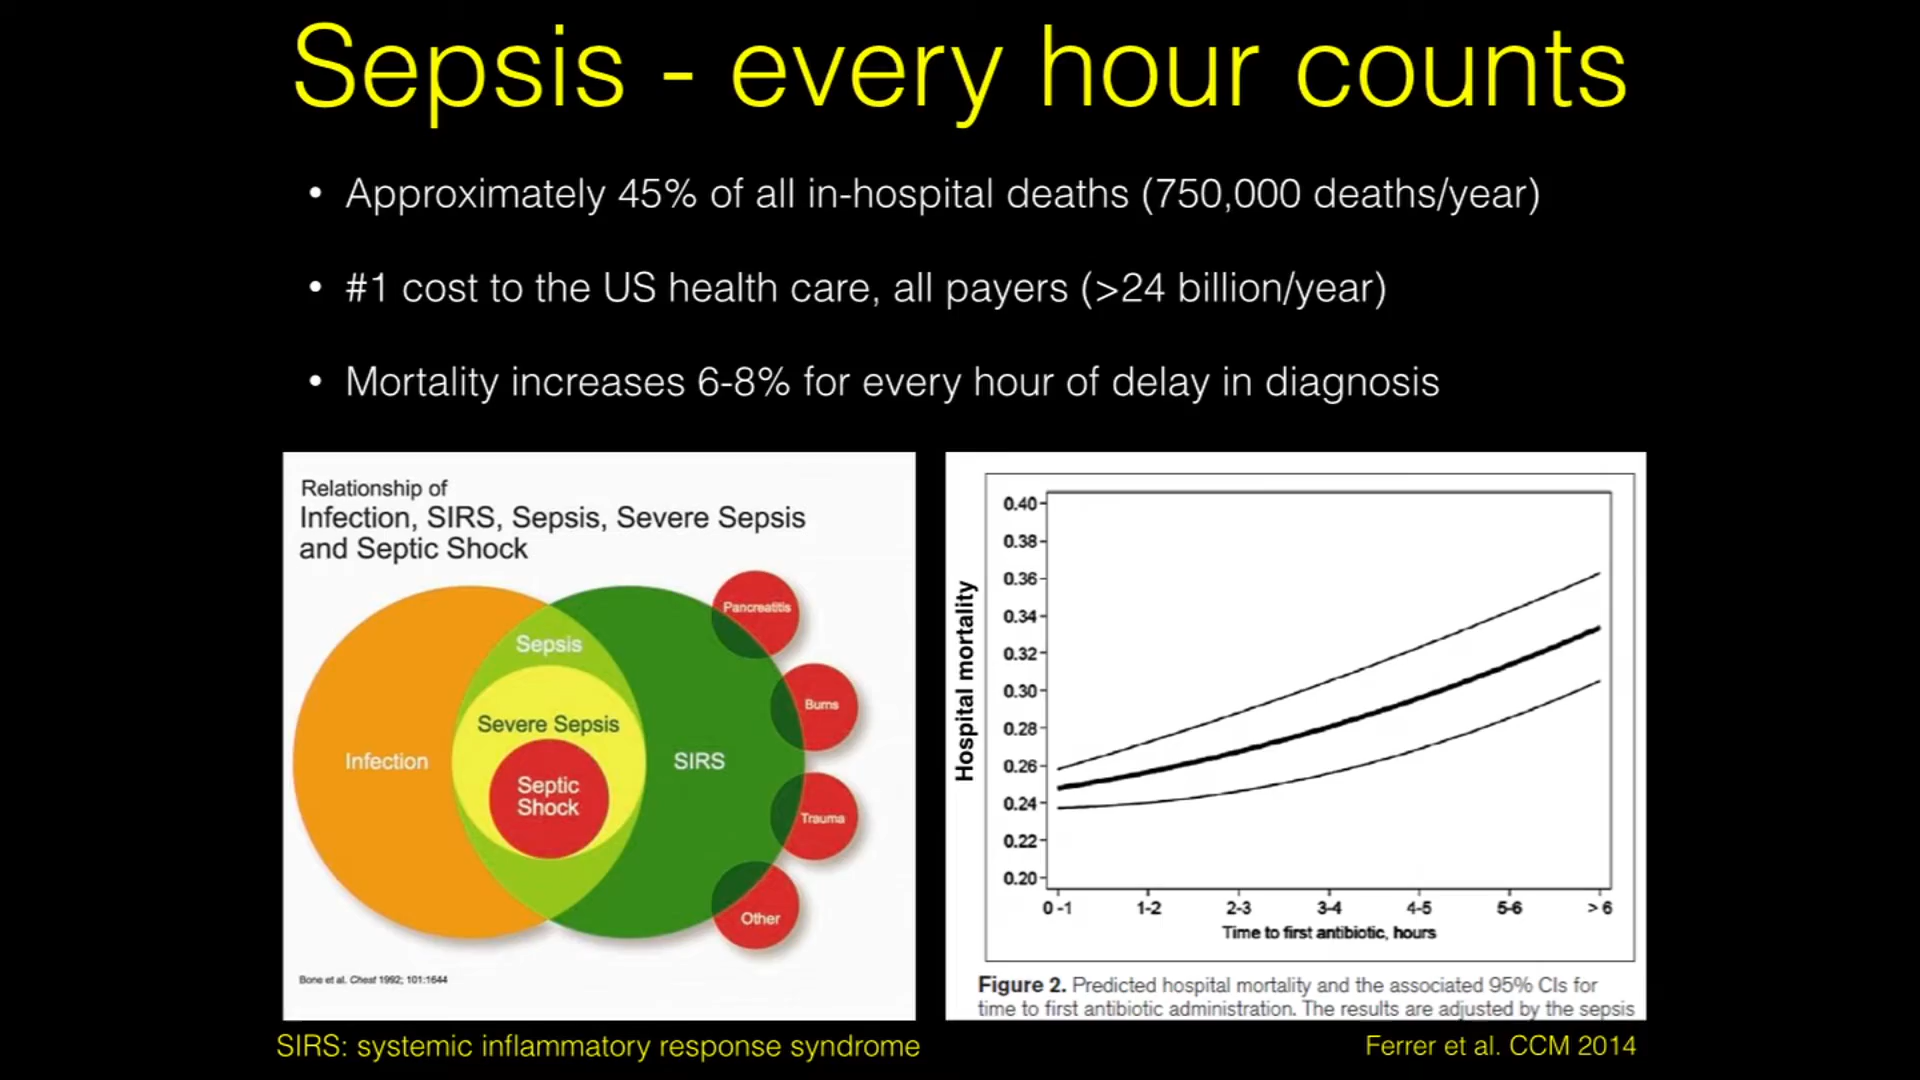 Sepsis - every hour counts
• Approximately 45% of all in-hospital deaths (750,000 deaths/year)
• #1 cost to the US health care, all payers (>24 billion/year)
• Mortality increases 6-8% for every hour of delay in diagnosis
Relationship of
Infection, SIRS, Sepsis, Severe Sepsis
and Septic Shock
Pancreatitis
Sepsis
Burns
Severe Sepsis
Infection
SIRS
Septic
Shock
Trauma
Other
Bone et al. Chest 1992; 101:1644
SIRS: systemic inflammatory response syndrome
Hospital mortality
0.40
0.38
0.36
0.34
0.32
0.30
0.28
0.26
0.24
0.22
0.20
0 -1 1-2 2-3 3-4 4-5 5-6 > 6
Time to first antibiotic, hours
Figure 2. Predicted hospital mortality and the associated 95% CIs for
time to first antibiotic administration. The results are adjusted by the sepsis
Ferrer et al. CCM 2014